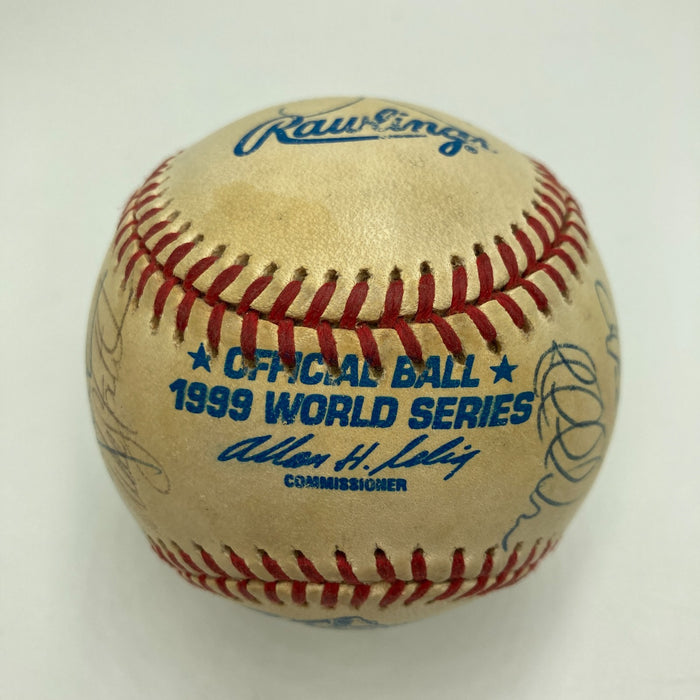 Rawlings®
★ OFFICIAL BALL ★
1999 WORLD SERIES
Allan H. Selig
COMMISSIONER